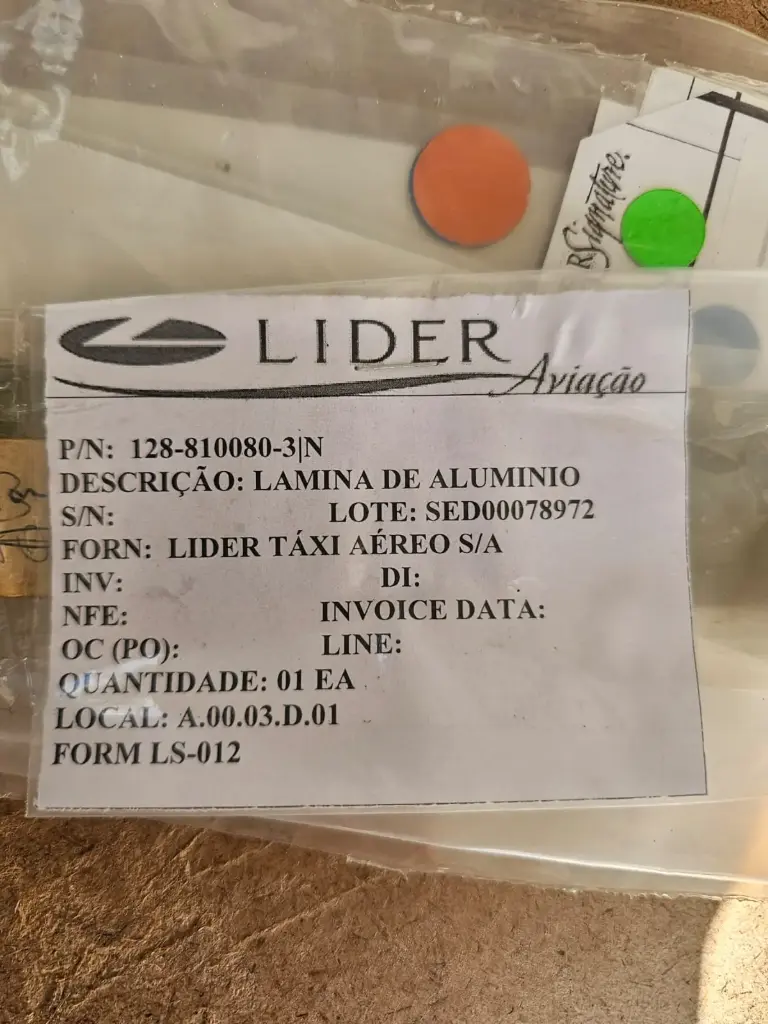 Signature:
LIDER
Aviação
P/N: 128-810080-3|N
DESCRIÇÃO: LAMINA DE ALUMINIO
S/N: LOTE: SED00078972
FORN: LIDER TÁXI AÉREO S/A
INV: DI:
NFE: INVOICE DATA:
OC (PO): LINE:
QUANTIDADE: 01 EA
LOCAL: A.00.03.D.01
FORM LS-012